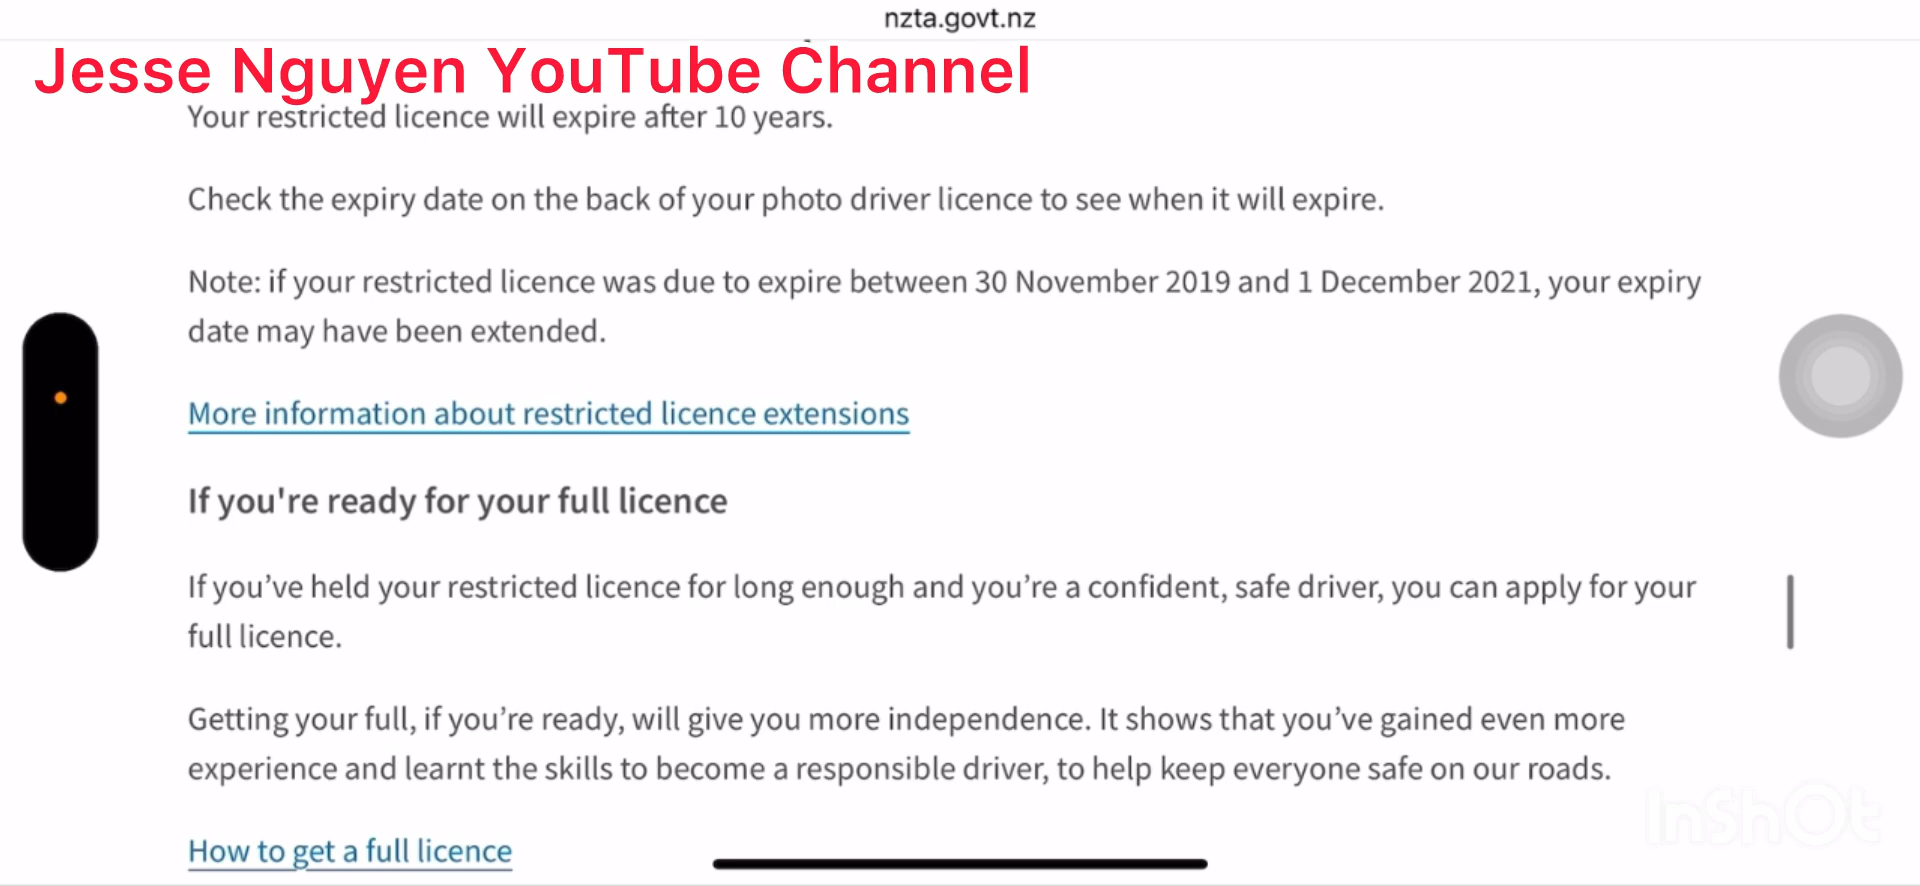 nzta.govt.nz
Jesse Nguyen YouTube Channel
Your restricted licence will expire after 10 years.
Check the expiry date on the back of your photo driver licence to see when it will expire.
Note: if your restricted licence was due to expire between 30 November 2019 and 1 December 2021, your expiry
date may have been extended.
More information about restricted licence extensions
If you're ready for your full licence
If you’ve held your restricted licence for long enough and you’re a confident, safe driver, you can apply for your
full licence.
Getting your full, if you’re ready, will give you more independence. It shows that you’ve gained even more
experience and learnt the skills to become a responsible driver, to help keep everyone safe on our roads.
InShOt
How to get a full licence